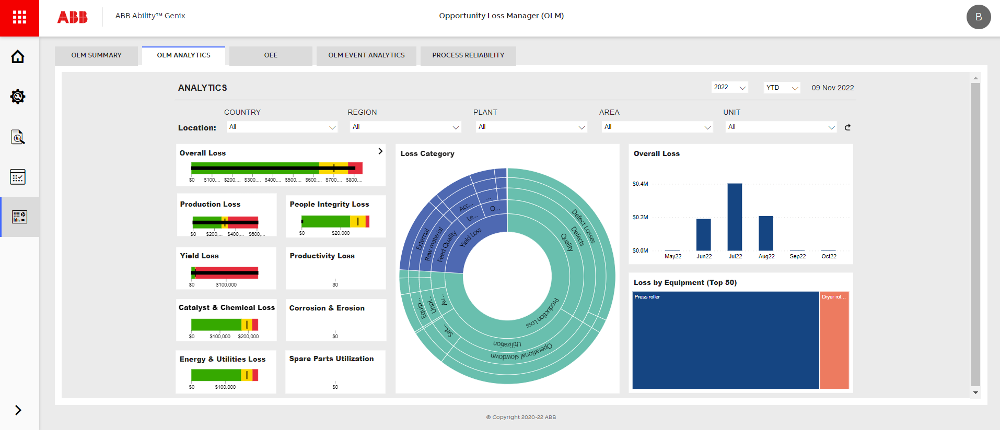 ABB
ABB Ability™ Genix
Opportunity Loss Manager (OLM)
B
OLM SUMMARY
OLM ANALYTICS
OEE
OLM EVENT ANALYTICS
PROCESS RELIABILITY
ANALYTICS
2022
YTD
09 Nov 2022
COUNTRY
REGION
PLANT
AREA
UNIT
Location:
All
All
All
All
All
Overall Loss
$0 $100,... $200,... $300,... $400,... $500,... $600,... $700,... $800,...
Production Loss
$0 $200,... $400,... $600,...
People Integrity Loss
$0 $20,000
Yield Loss
$0 $100,000
Productivity Loss
$0
Catalyst & Chemical Loss
$0 $100,000 $200,000
Corrosion & Erosion
$0
Energy & Utilities Loss
$0 $100,000
Spare Parts Utilization
$0
Loss Category
Defect Losses
Defects
Quality
Production Loss
Utilization
Operational slowdown
Set...
Av...
Unpl...
Equip...
Yield Loss
Feed Quality
Raw material
External
Le...
Acc...
O...
...
Overall Loss
$0.4M
$0.2M
$0.0M
May22 Jun22 Jul22 Aug22 Sep22 Oct22
Loss by Equipment (Top 50)
Press roller
Dryer rol...
© Copyright 2020-22 ABB